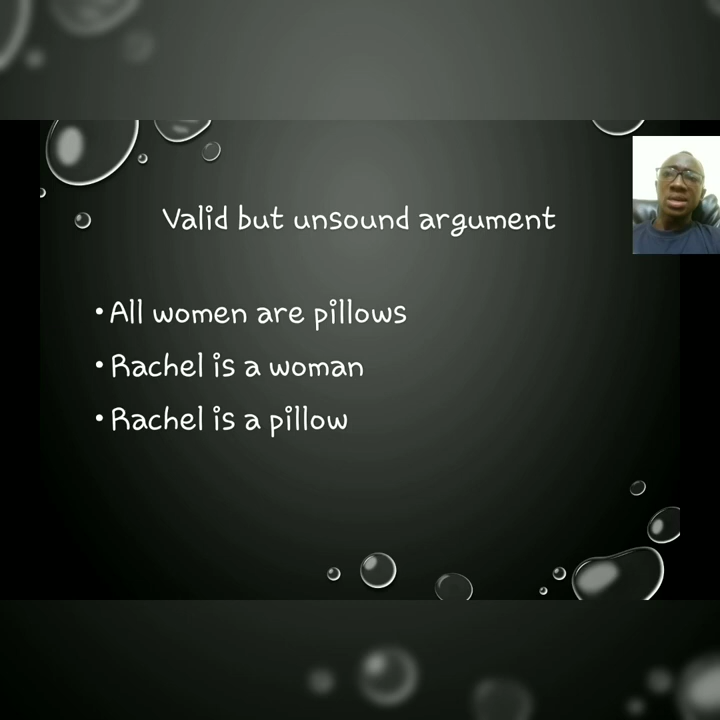 Valid but unsound argument
• All women are pillows
• Rachel is a woman
• Rachel is a pillow